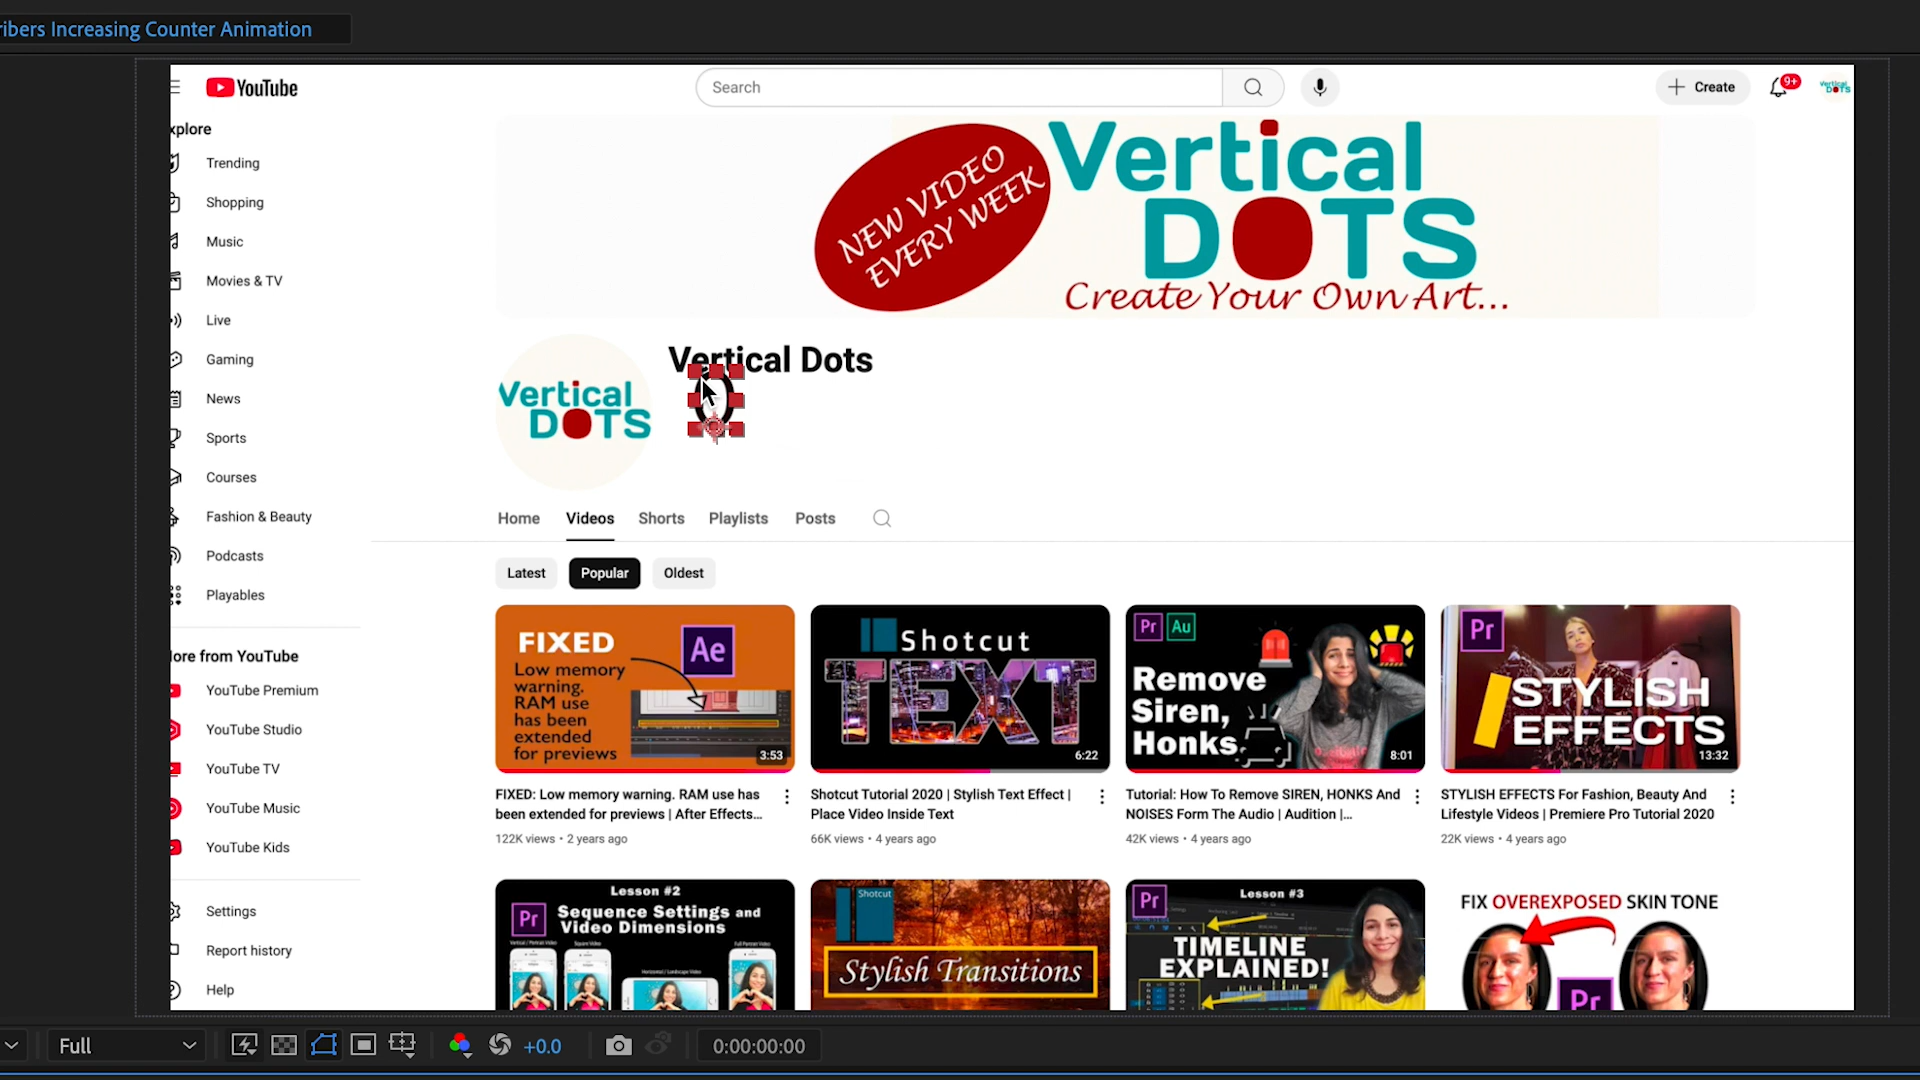 ribers Increasing Counter Animation
YouTube
Search
Create
9+
Vertical
DOTS
xplore
Trending
Shopping
Music
Movies & TV
Live
Gaming
News
Sports
Courses
Fashion & Beauty
Podcasts
Playables
lore from YouTube
YouTube Premium
YouTube Studio
YouTube TV
YouTube Music
YouTube Kids
Settings
Report history
Help
NEW VIDEO
EVERY WEEK
Vertical
DOTS
Create Your Own Art...
Vertical
DOTS
Vertical Dots
0
Home
Videos
Shorts
Playlists
Posts
Latest
Popular
Oldest
FIXED
Ae
Low memory
warning.
RAM use
has been
extended
for previews
3:53
FIXED: Low memory warning. RAM use has
been extended for previews | After Effects...
122K views • 2 years ago
Shotcut
TEXT
6:22
Shotcut Tutorial 2020 | Stylish Text Effect |
Place Video Inside Text
66K views • 4 years ago
Pr Au
Remove
Siren,
Honks
8:01
Tutorial: How To Remove SIREN, HONKS And
NOISES Form The Audio | Audition |...
42K views • 4 years ago
Pr
STYLISH
EFFECTS
13:32
STYLISH EFFECTS For Fashion, Beauty And
Lifestyle Videos | Premiere Pro Tutorial 2020
22K views • 4 years ago
Lesson #2
Pr
Sequence Settings and
Video Dimensions
Shotcut
Stylish Transitions
Pr
Lesson #3
TIMELINE
EXPLAINED!
FIX OVEREXPOSED SKIN TONE
Pr
Full
+0.0
0:00:00:00